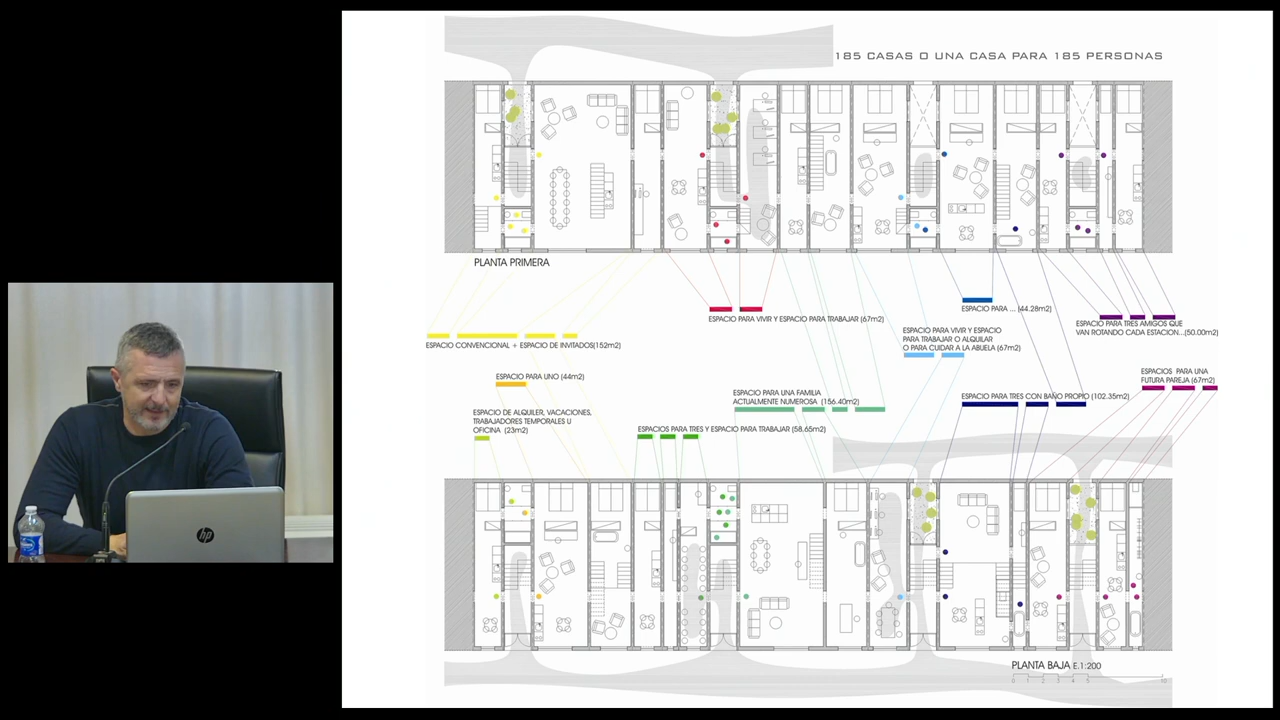 185 CASAS O UNA CASA PARA 185 PERSONAS
PLANTA PRIMERA
ESPACIO CONVENCIONAL + ESPACIO DE INVITADOS(152m2)
ESPACIO PARA VIVIR Y ESPACIO PARA TRABAJAR (67m2)
ESPACIO PARA ... (44.28m2)
ESPACIO PARA VIVIR Y ESPACIO
PARA TRABAJAR O ALQUILAR
O PARA CUIDAR A LA ABUELA (67m2)
ESPACIO PARA TRES AMIGOS QUE
VAN ROTANDO CADA ESTACION...(50.00m2)
ESPACIO PARA UNO (44m2)
ESPACIO DE ALQUILER, VACACIONES,
TRABAJADORES TEMPORALES U
OFICINA (23m2)
ESPACIOS PARA TRES Y ESPACIO PARA TRABAJAR (58.65m2)
ESPACIO PARA UNA FAMILIA
ACTUALMENTE NUMEROSA (156.40m2)
ESPACIO PARA TRES CON BAÑO PROPIO (102.35m2)
ESPACIOS PARA UNA
FUTURA PAREJA (67m2)
PLANTA BAJA E.1:200
hp